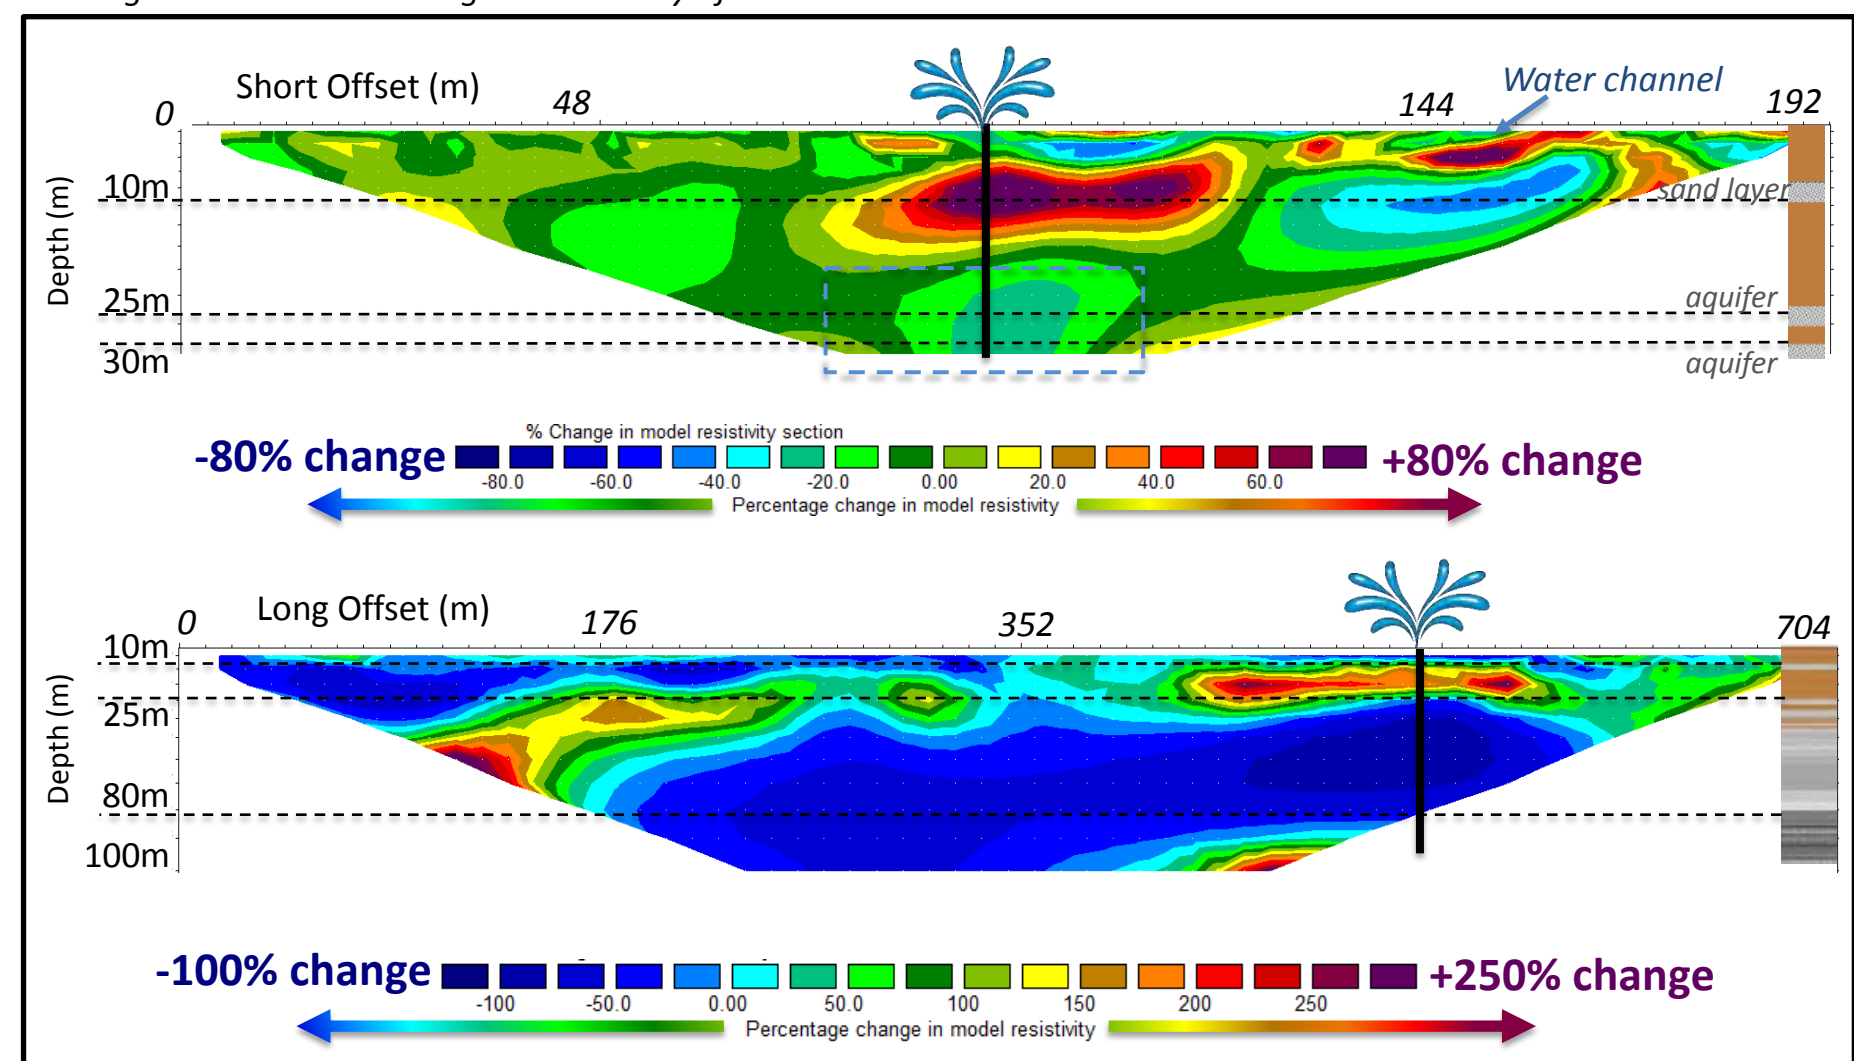 Short Offset (m)
Water channel
0
48
144
192
Depth (m)
10m
sand layer
25m
aquifer
30m
aquifer
% Change in model resistivity section
-80% change
+80% change
-80.0 -60.0 -40.0 -20.0 0.00 20.0 40.0 60.0
Percentage change in model resistivity
Long Offset (m)
0
176
352
704
Depth (m)
10m
25m
80m
100m
-100% change
+250% change
-100 -50.0 0.00 50.0 100 150 200 250
Percentage change in model resistivity